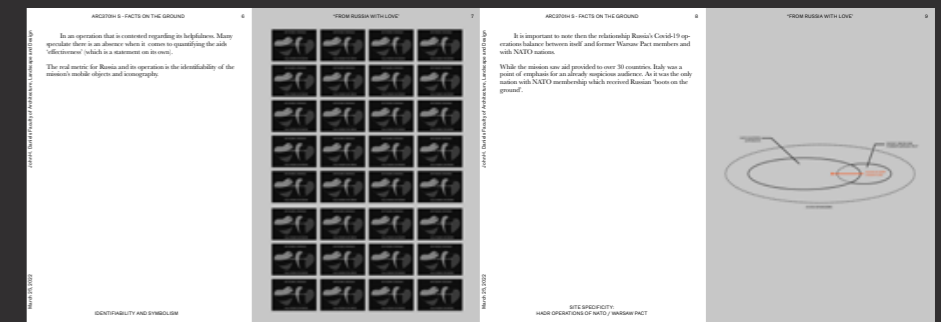 ARC370IH S - FACTS ON THE GROUND
6
John H. Daniels Faculty of Architecture, Landscape and Design
In an operation that is contested regarding its helpfulness. Many
speculate there is an absence when it comes to quantifying the aids
'effectiveness' (which is a statement on its own).
The real metric for Russia and its operation is the identifiability of the
mission's mobile objects and iconography.
March 25, 2022
IDENTIFIABILITY AND SYMBOLISM
"FROM RUSSIA WITH LOVE"
7
ARC370IH S - FACTS ON THE GROUND
8
John H. Daniels Faculty of Architecture, Landscape and Design
It is important to note then the relationship Russia's Covid-19 op-
erations balance between itself and former Warsaw Pact members and
with NATO nations.
While the mission saw aid provided to over 30 countries. Italy was a
point of emphasis for an already suspicious audience. As it was the only
nation with NATO membership which received Russian 'boots on the
ground'.
March 25, 2022
SITE SPECIFICITY:
HADR OPERATIONS OF NATO / WARSAW PACT
"FROM RUSSIA WITH LOVE"
9